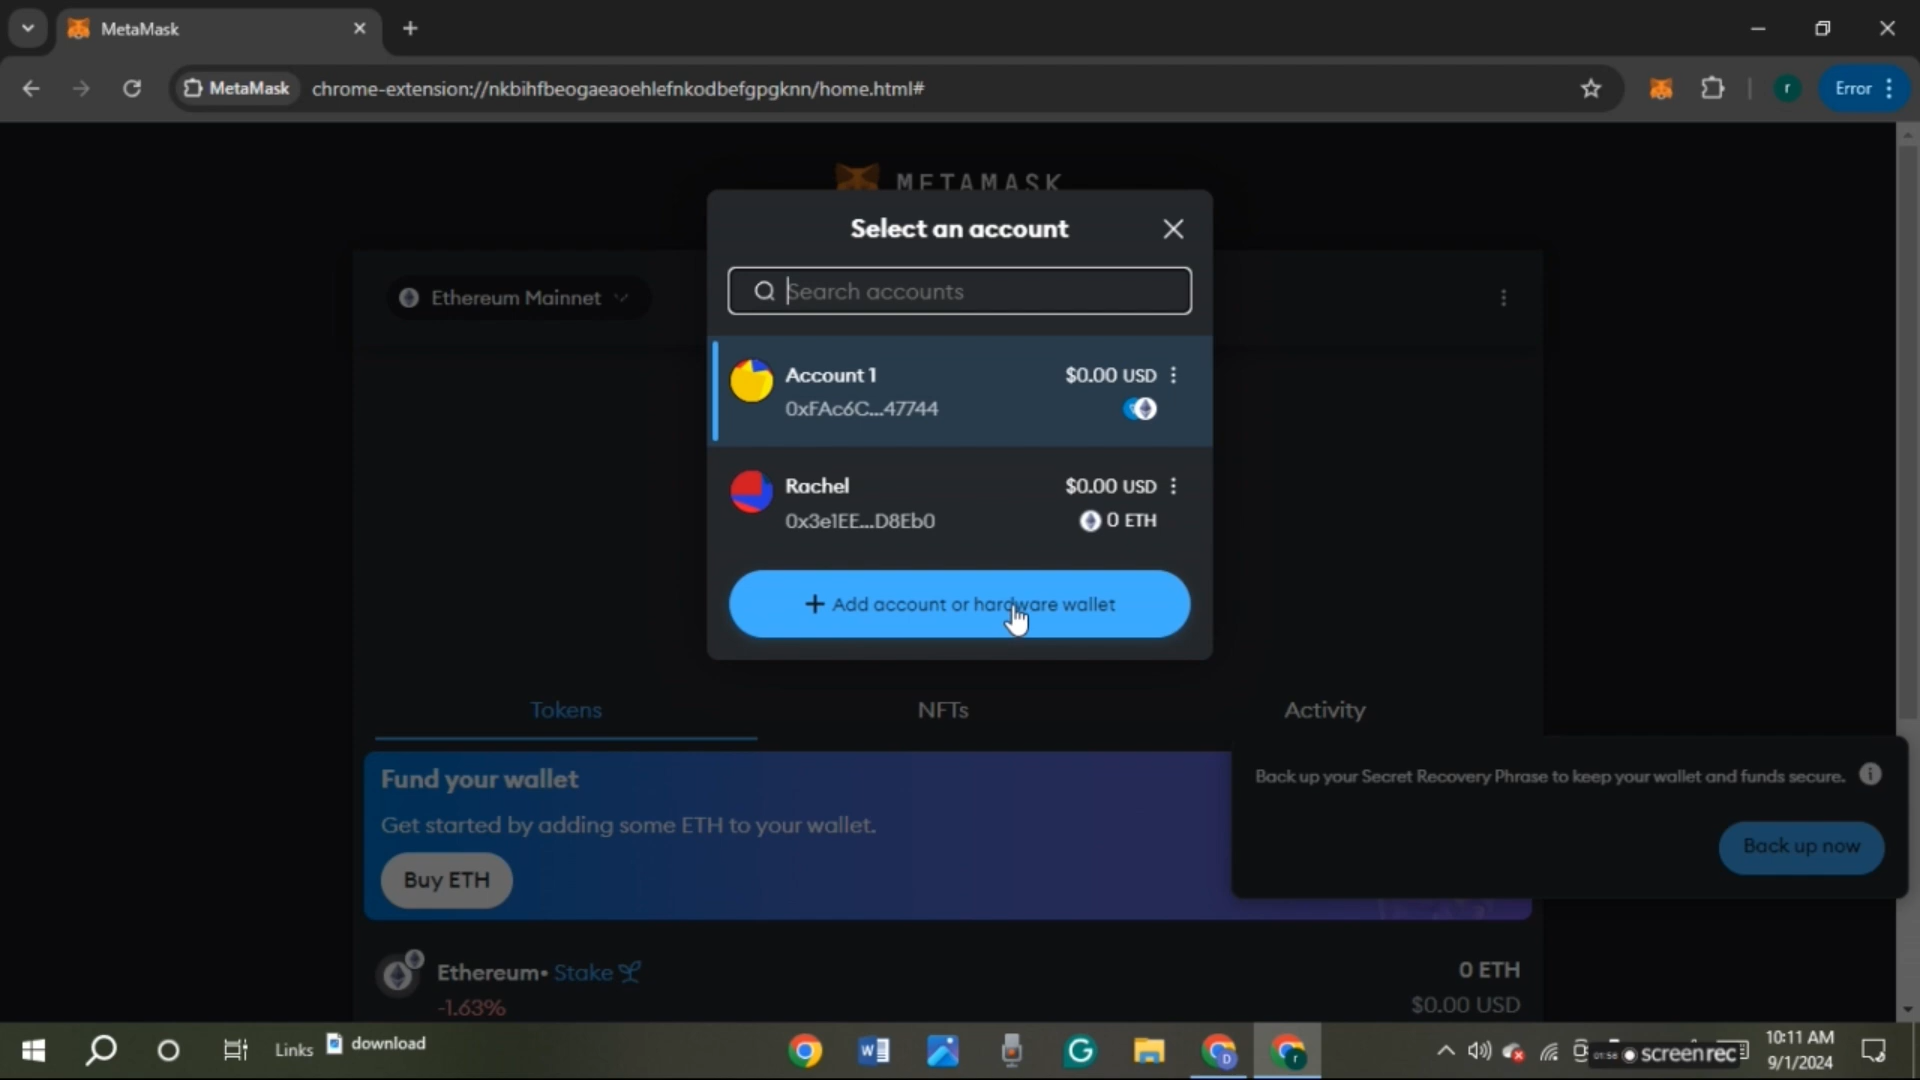 MetaMask
MetaMask
chrome-extension://nkbihfbeogaeaoehlefnkodbefgpgknn/home.html#
r
Error
METAMASK
Select an account
Ethereum Mainnet
Search accounts
Account 1
$0.00 USD
0xFAc6C...47744
Rachel
$0.00 USD
0x3e1EE...D8Eb0
0 ETH
+ Add account or hardware wallet
Tokens
NFTs
Activity
Fund your wallet
Back up your Secret Recovery Phrase to keep your wallet and funds secure.
Get started by adding some ETH to your wallet.
Back up now
Buy ETH
Ethereum • Stake
0 ETH
-1.63%
$0.00 USD
Links
download
01:56
screenrec
10:11 AM
9/1/2024